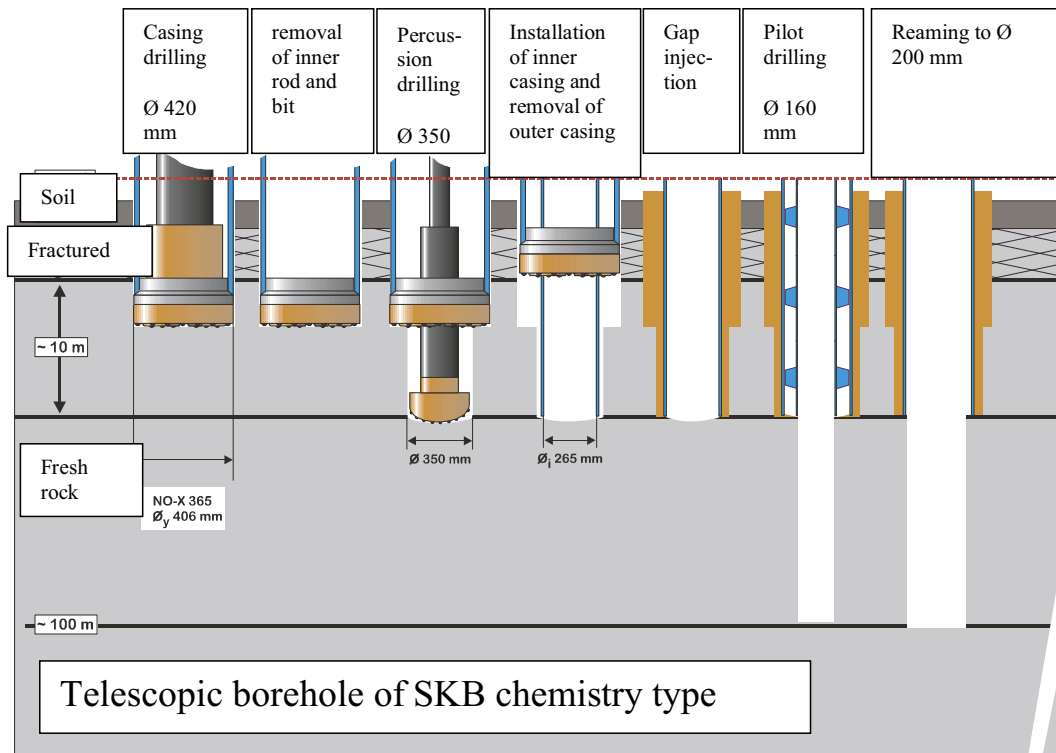 Casing
drilling
Ø 420
mm
removal
of inner
rod and
bit
Percus-
sion
drilling
Ø 350
Installation
of inner
casing and
removal of
outer casing
Gap
injec-
tion
Pilot
drilling
Ø 160
mm
Reaming to Ø
200 mm
Soil
Fractured
~ 10 m
Ø 350 mm
Øi 265 mm
Fresh
rock
NO-X 365
Øy 406 mm
~ 100 m
Telescopic borehole of SKB chemistry type